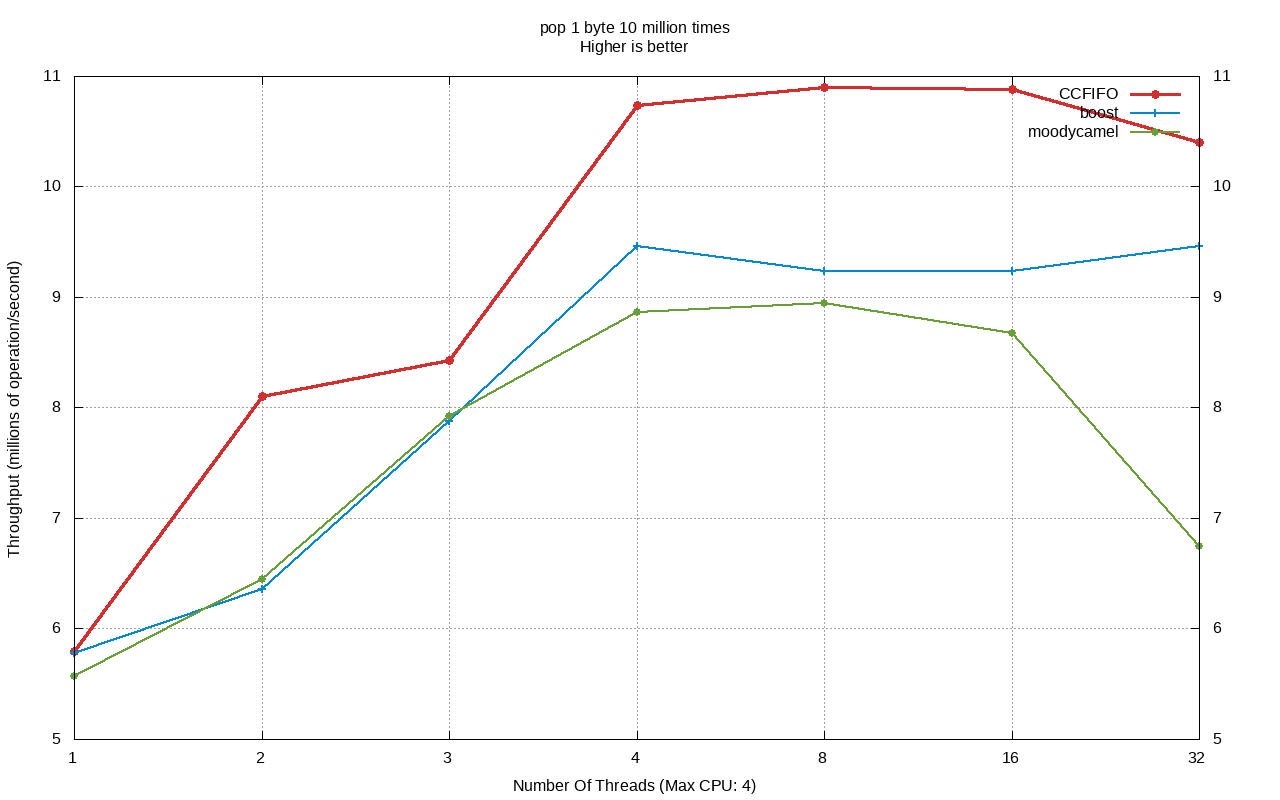 pop 1 byte 10 million times
Higher is better
11
10
9
8
7
6
5
11
10
9
8
7
6
5
CCFIFO
boost
moodycamel
Throughput (millions of operation/second)
1 2 3 4 8 16 32
Number Of Threads (Max CPU: 4)